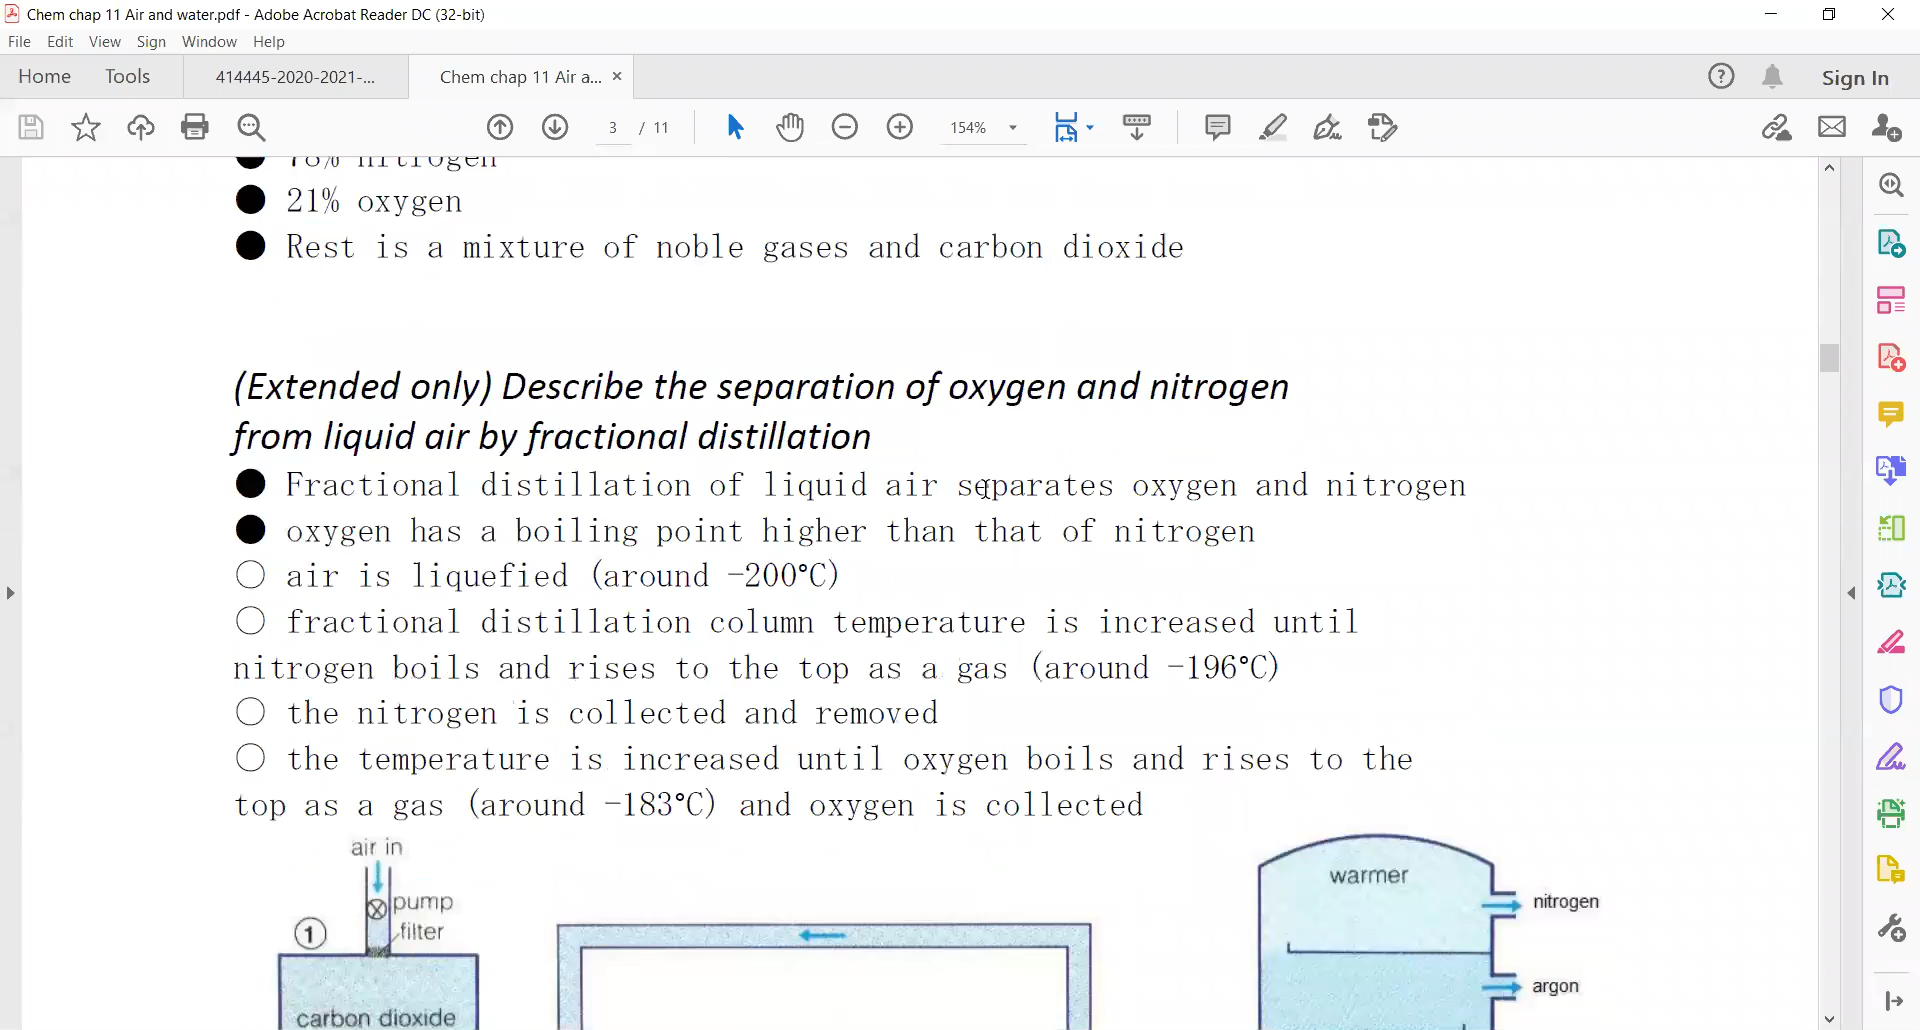 Chem chap 11 Air and water.pdf - Adobe Acrobat Reader DC (32-bit)
File Edit View Sign Window Help
Home Tools 414445-2020-2021-... Chem chap 11 Air a... × Sign In
3 / 11 154%
● 78% nitrogen
● 21% oxygen
● Rest is a mixture of noble gases and carbon dioxide
(Extended only) Describe the separation of oxygen and nitrogen
from liquid air by fractional distillation
● Fractional distillation of liquid air separates oxygen and nitrogen
● oxygen has a boiling point higher than that of nitrogen
○ air is liquefied (around -200°C)
○ fractional distillation column temperature is increased until
nitrogen boils and rises to the top as a gas (around -196°C)
○ the nitrogen is collected and removed
○ the temperature is increased until oxygen boils and rises to the
top as a gas (around -183°C) and oxygen is collected
air in
pump
filter
1
carbon dioxide
warmer
nitrogen
argon